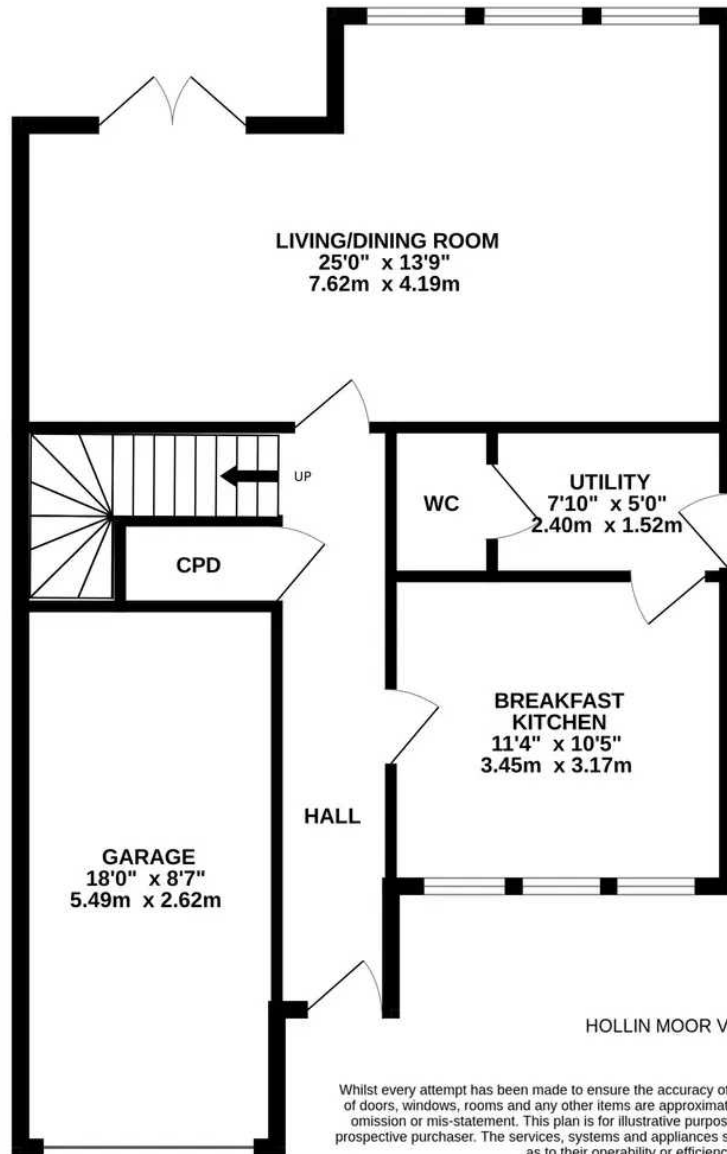 LIVING/DINING ROOM
25'0" x 13'9"
7.62m x 4.19m
UP
WC
UTILITY
7'10" x 5'0"
2.40m x 1.52m
CPD
BREAKFAST
KITCHEN
11'4" x 10'5"
3.45m x 3.17m
HALL
GARAGE
18'0" x 8'7"
5.49m x 2.62m
HOLLIN MOOR V
Whilst every attempt has been made to ensure the accuracy of
of doors, windows, rooms and any other items are approximat
omission or mis-statement. This plan is for illustrative purpos
prospective purchaser. The services, systems and appliances s
as to their operability or efficienc